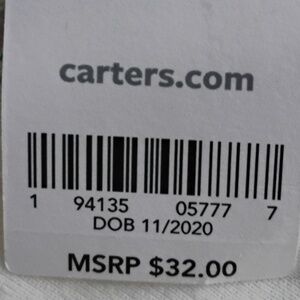 carters.com
1 94135 05777 7
DOB 11/2020
MSRP $32.00